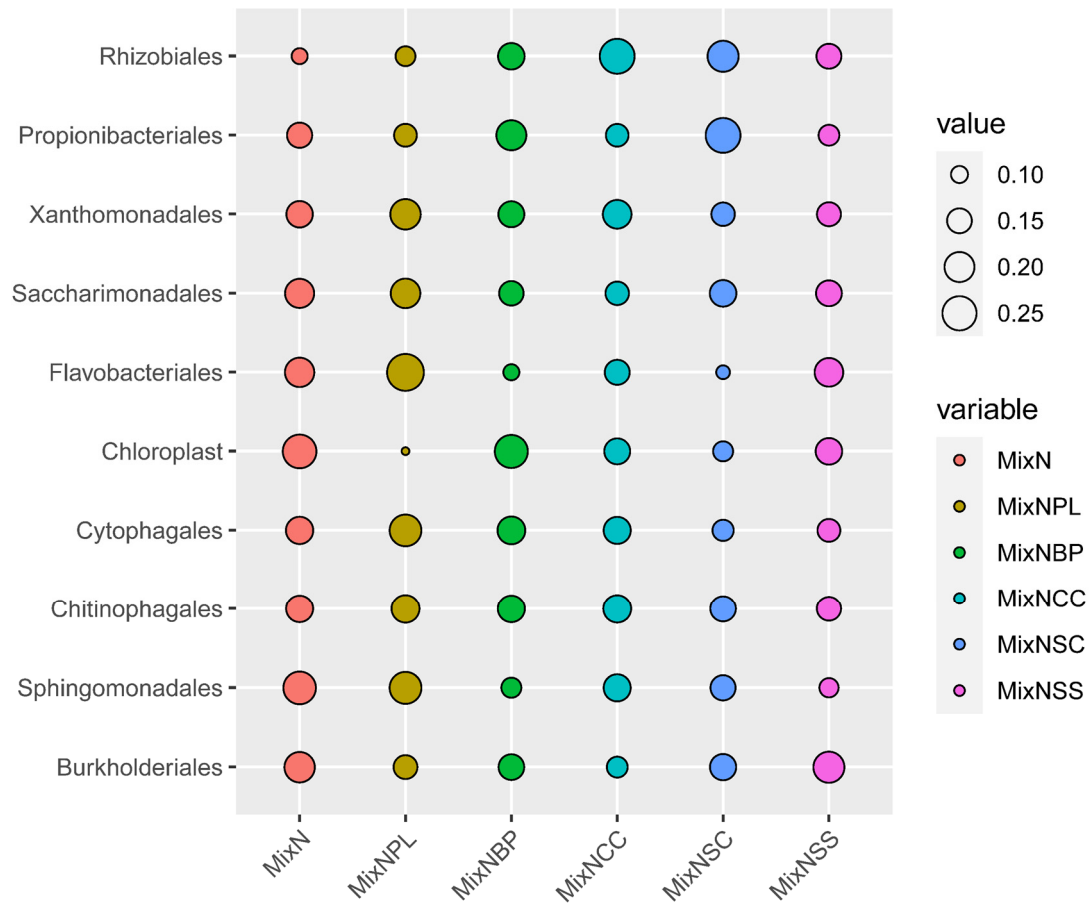 Rhizobiales
Propionibacteriales
Xanthomonadales
Saccharimonadales
Flavobacteriales
Chloroplast
Cytophagales
Chitinophagales
Sphingomonadales
Burkholderiales
MixN
MixNPL
MixNBP
MixNCC
MixNSC
MixNSS
value
0.10
0.15
0.20
0.25
variable
MixN
MixNPL
MixNBP
MixNCC
MixNSC
MixNSS